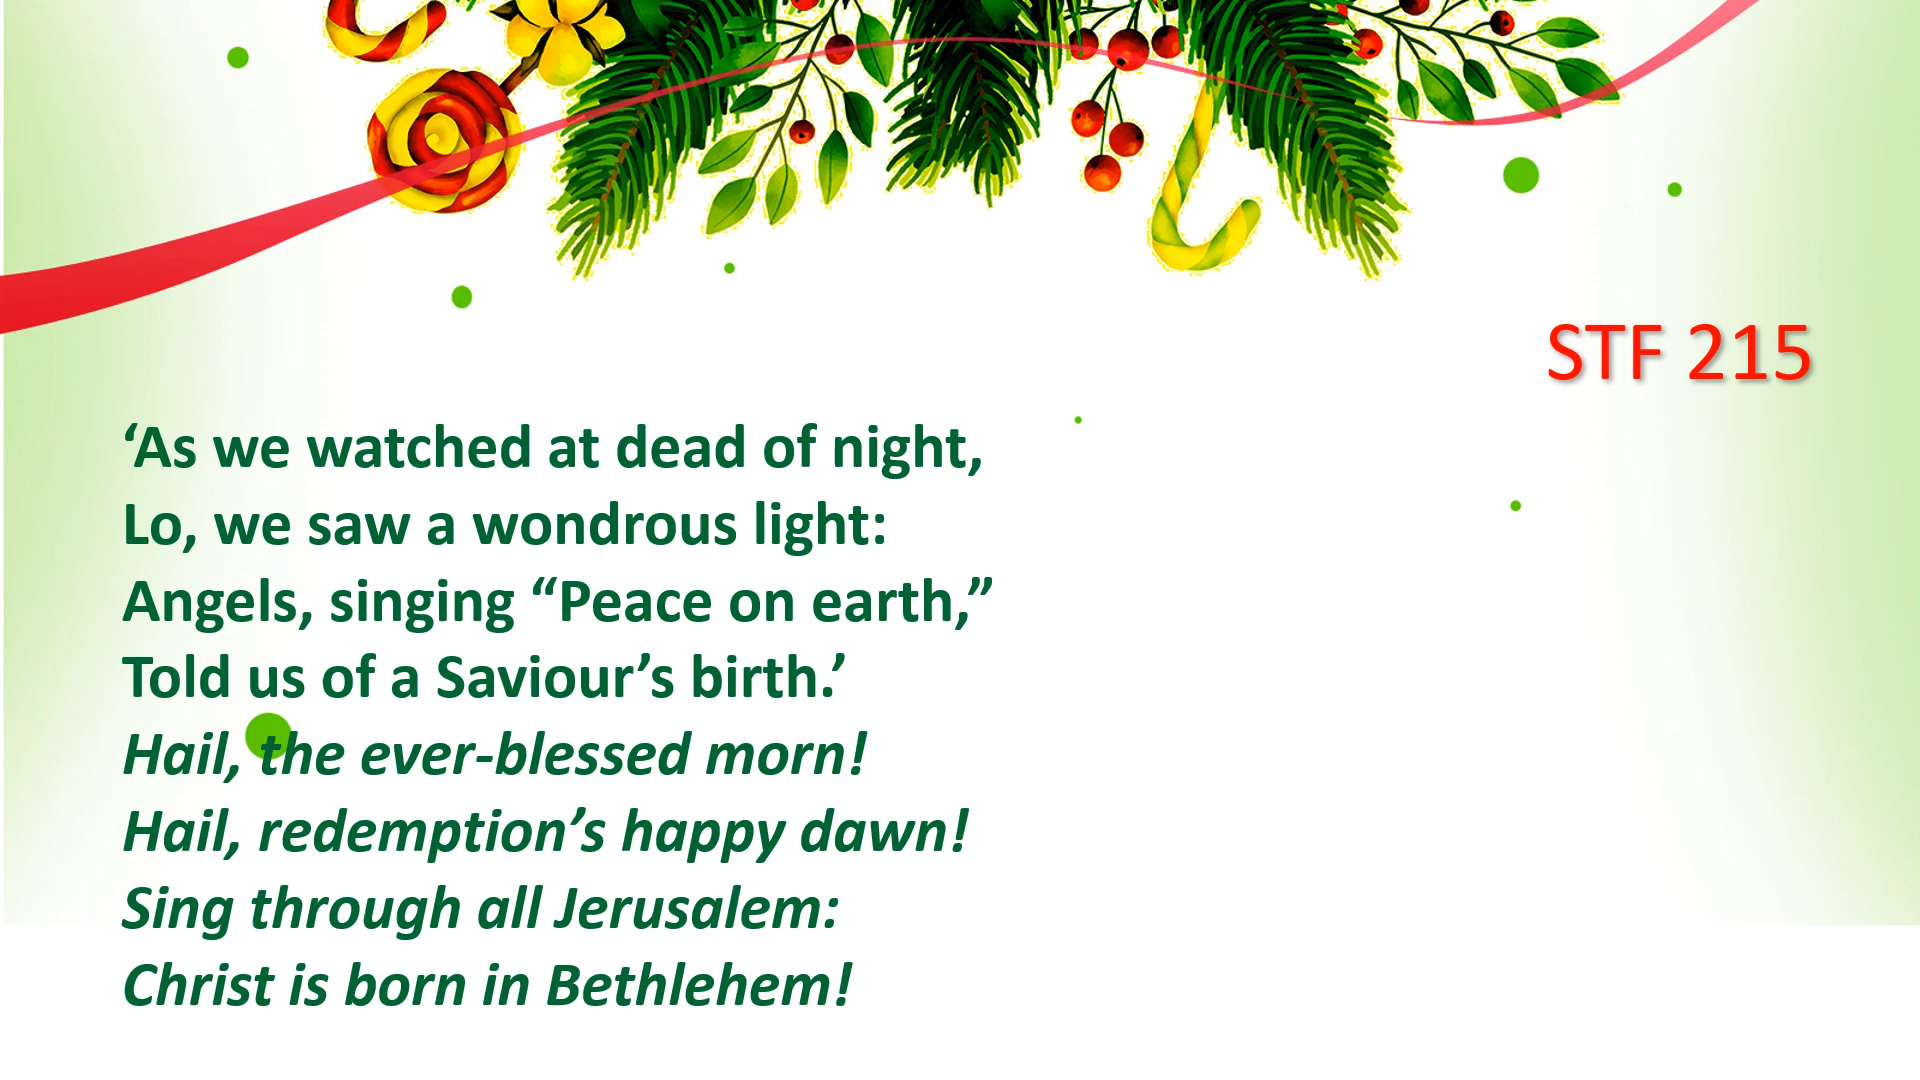 STF 215
‘As we watched at dead of night,
Lo, we saw a wondrous light:
Angels, singing “Peace on earth,”
Told us of a Saviour’s birth.’
Hail, the ever-blessed morn!
Hail, redemption’s happy dawn!
Sing through all Jerusalem:
Christ is born in Bethlehem!